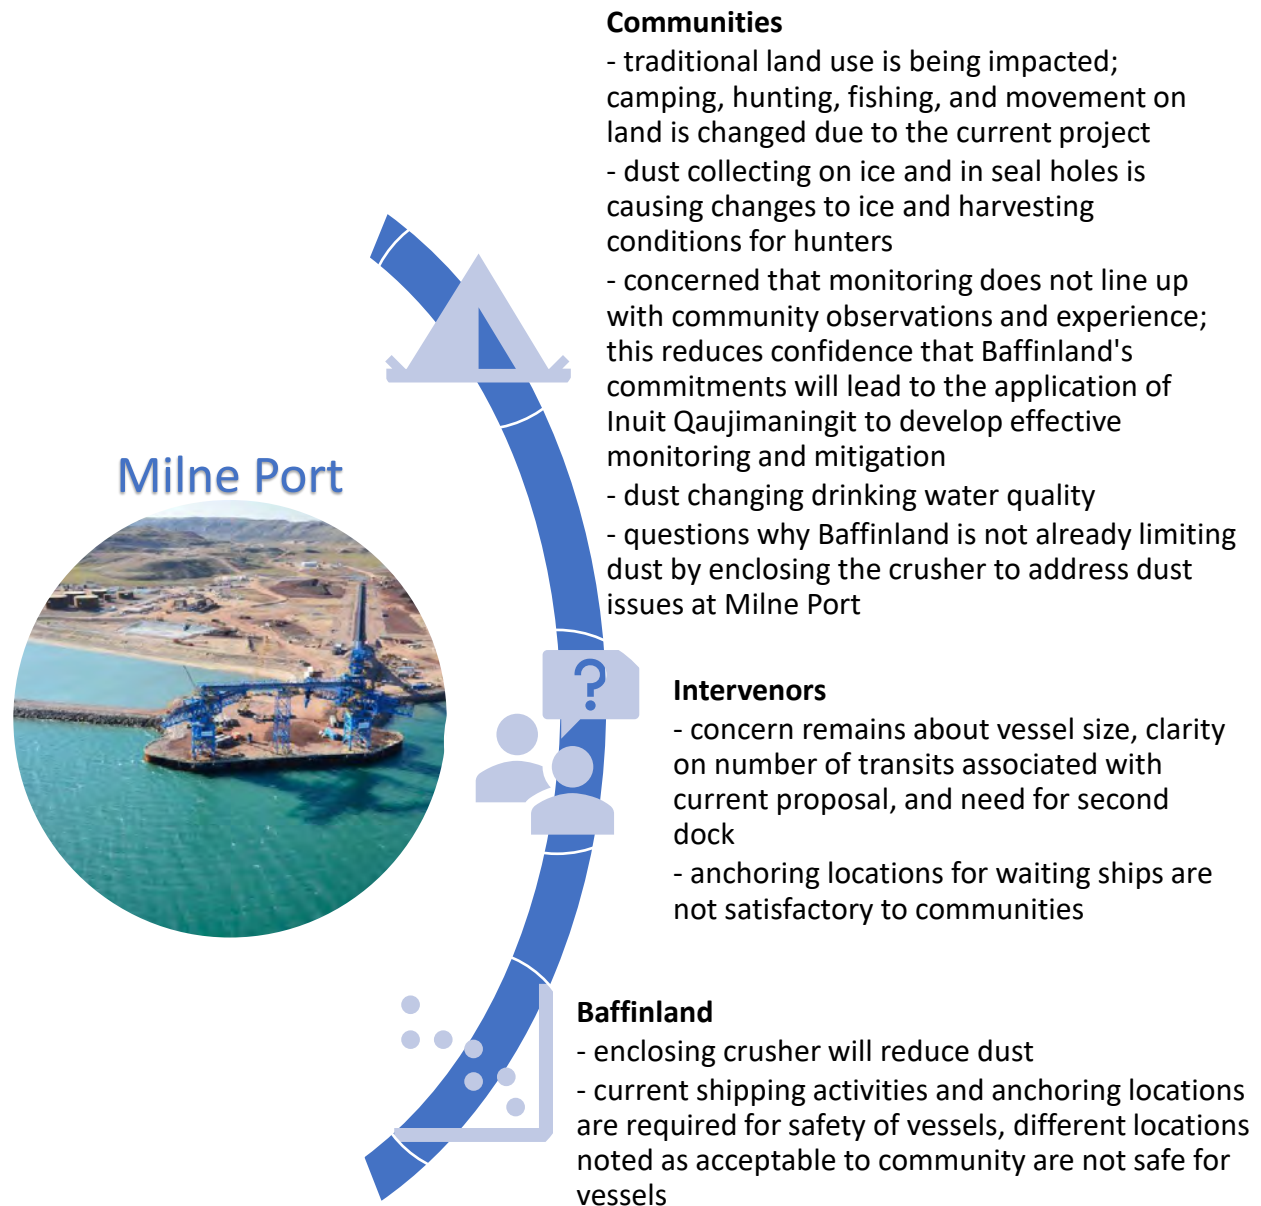 Communities
- traditional land use is being impacted;
camping, hunting, fishing, and movement on
land is changed due to the current project
- dust collecting on ice and in seal holes is
causing changes to ice and harvesting
conditions for hunters
- concerned that monitoring does not line up
with community observations and experience;
this reduces confidence that Baffinland's
commitments will lead to the application of
Inuit Qaujimaningit to develop effective
monitoring and mitigation
- dust changing drinking water quality
- questions why Baffinland is not already limiting
dust by enclosing the crusher to address dust
issues at Milne Port
Milne Port
?
Intervenors
- concern remains about vessel size, clarity
on number of transits associated with
current proposal, and need for second
dock
- anchoring locations for waiting ships are
not satisfactory to communities
Baffinland
- enclosing crusher will reduce dust
- current shipping activities and anchoring locations
are required for safety of vessels, different locations
noted as acceptable to community are not safe for
vessels